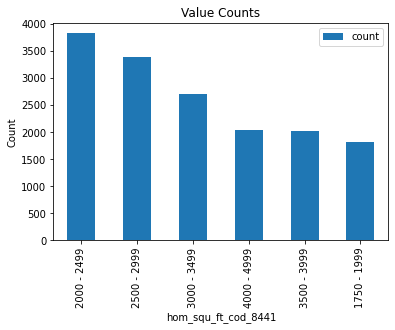 Value Counts
count
Count
4000
3500
3000
2500
2000
1500
1000
500
0
2000 - 2499
2500 - 2999
3000 - 3499
4000 - 4999
3500 - 3999
1750 - 1999
hom_squ_ft_cod_8441